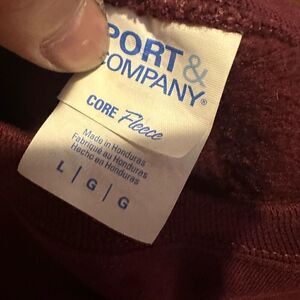 PORT &
COMPANY®
CORE Fleece
Made in Honduras
Fabriqué au Honduras
Hecho en Honduras
L | G | G